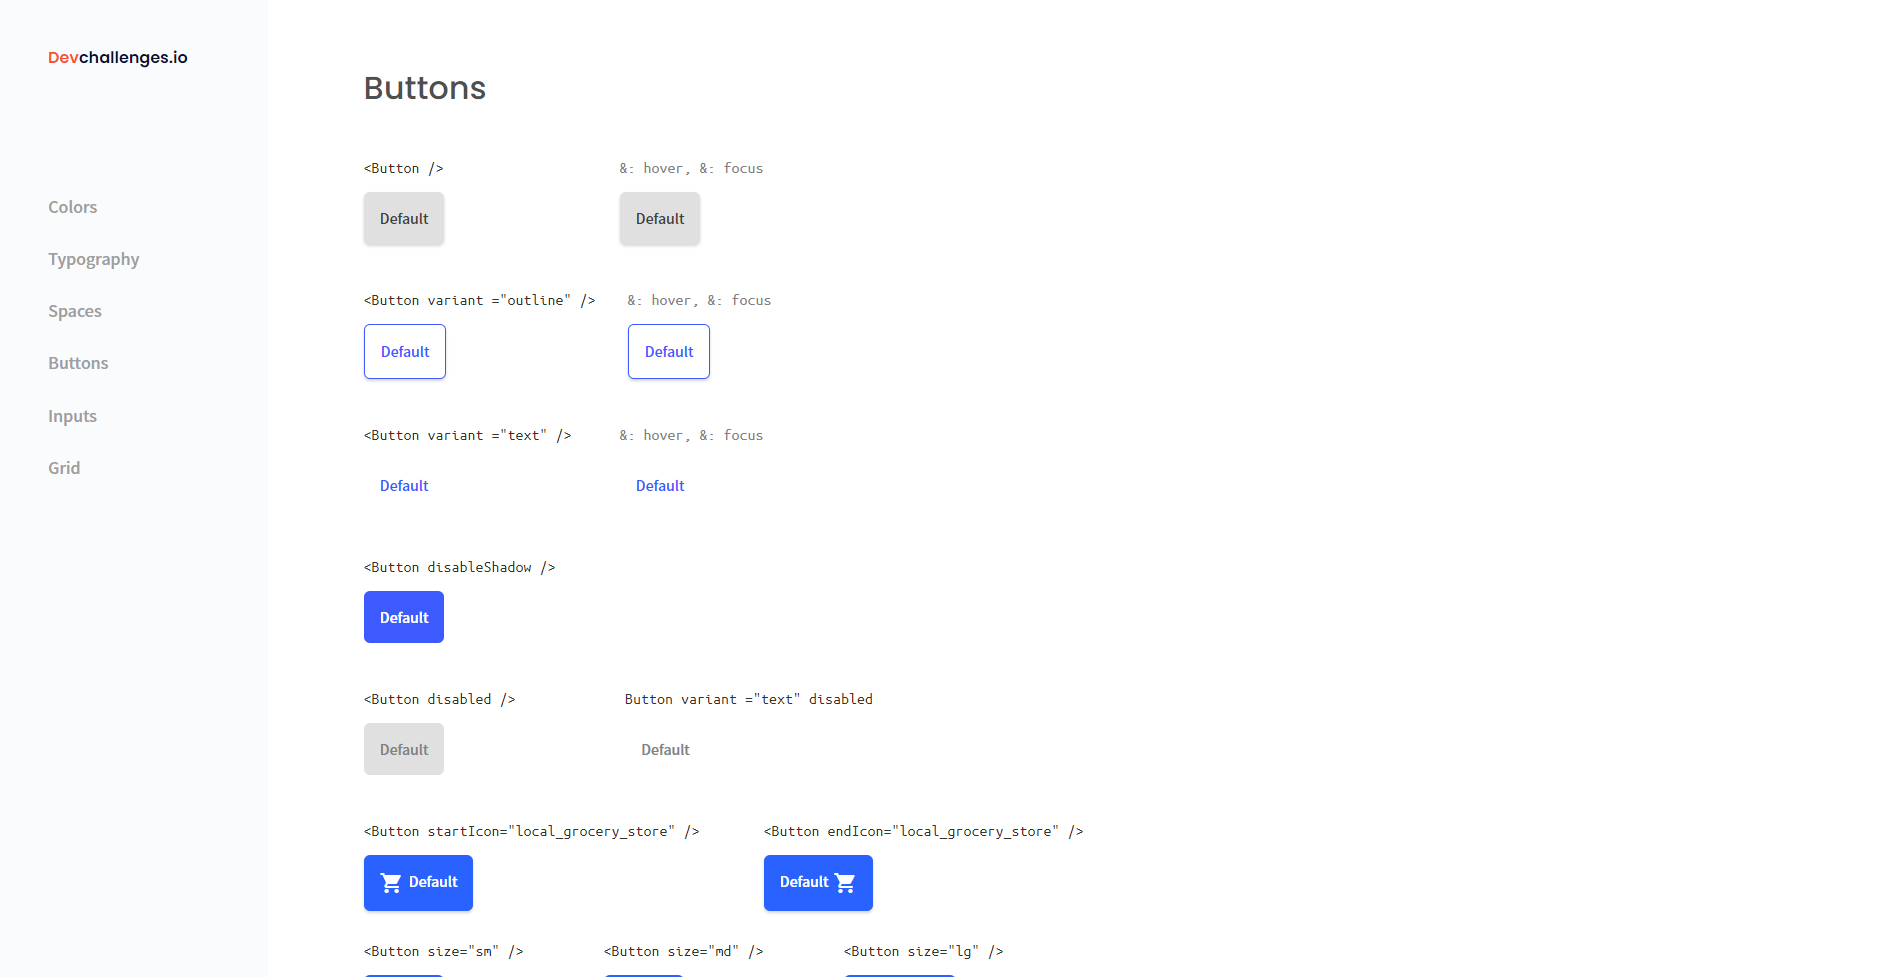 Devchallenges.io
Colors
Typography
Spaces
Buttons
Inputs
Grid
Buttons
<Button />
&: hover, &: focus
Default
Default
<Button variant ="outline" />
&: hover, &: focus
Default
Default
<Button variant ="text" />
&: hover, &: focus
Default
Default
<Button disableShadow />
Default
<Button disabled />
Button variant ="text" disabled
Default
Default
<Button startIcon="local_grocery_store" />
<Button endIcon="local_grocery_store" />
Default
Default
<Button size="sm" />
<Button size="md" />
<Button size="lg" />